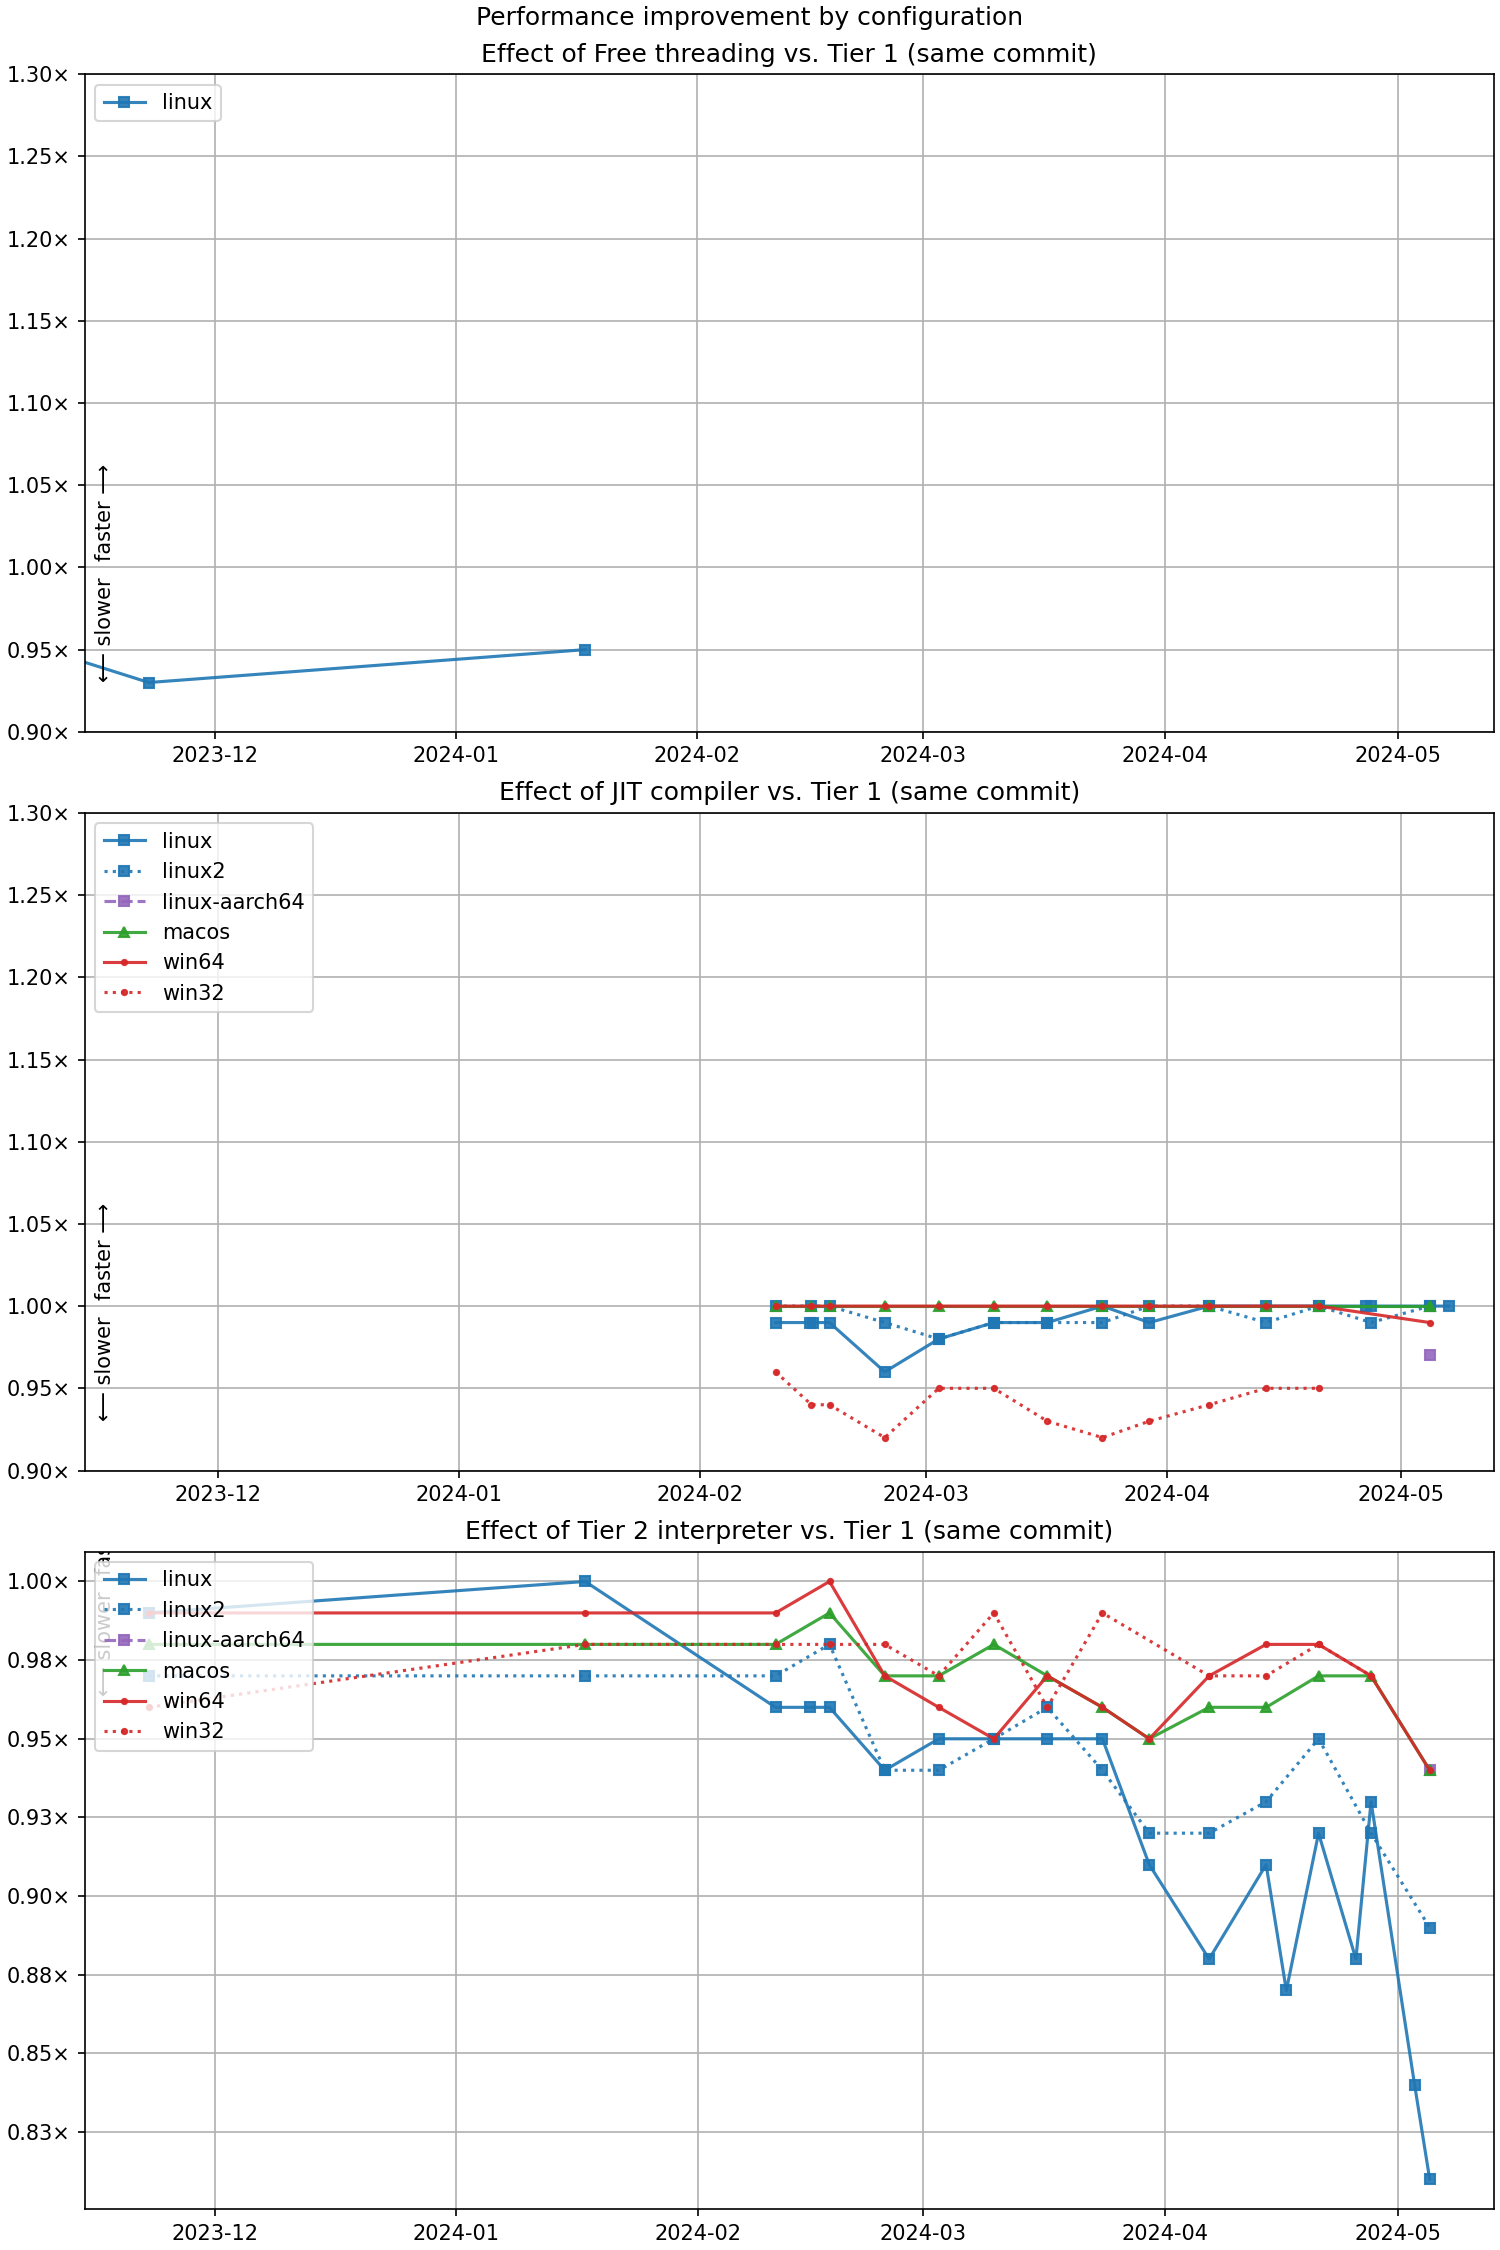 Performance improvement by configuration
Effect of Free threading vs. Tier 1 (same commit)
1.30×
1.25×
1.20×
1.15×
1.10×
1.05×
1.00×
0.95×
0.90×
linux
← slower faster →
2023-12 2024-01 2024-02 2024-03 2024-04 2024-05
Effect of JIT compiler vs. Tier 1 (same commit)
1.30×
1.25×
1.20×
1.15×
1.10×
1.05×
1.00×
0.95×
0.90×
linux
linux2
linux-aarch64
macos
win64
win32
← slower faster →
2023-12 2024-01 2024-02 2024-03 2024-04 2024-05
Effect of Tier 2 interpreter vs. Tier 1 (same commit)
1.00×
0.98×
0.95×
0.93×
0.90×
0.88×
0.85×
0.83×
linux
linux2
linux-aarch64
macos
win64
win32
← slower fas
2023-12 2024-01 2024-02 2024-03 2024-04 2024-05